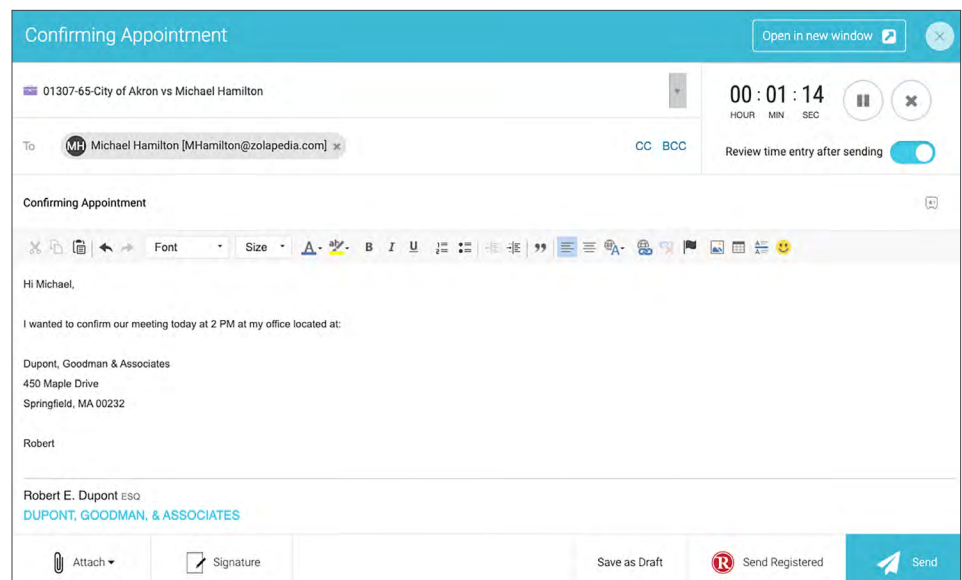 Confirming Appointment
Open in new window
01307-65-City of Akron vs Michael Hamilton
00 : 01 : 14
HOUR MIN SEC
To MH Michael Hamilton [MHamilton@zolapedia.com] × CC BCC
Review time entry after sending
Confirming Appointment
Font Size A aby B I U
Hi Michael,
I wanted to confirm our meeting today at 2 PM at my office located at:
Dupont, Goodman & Associates
450 Maple Drive
Springfield, MA 00232
Robert
Robert E. Dupont ESQ
DUPONT, GOODMAN, & ASSOCIATES
Attach Signature Save as Draft R Send Registered Send